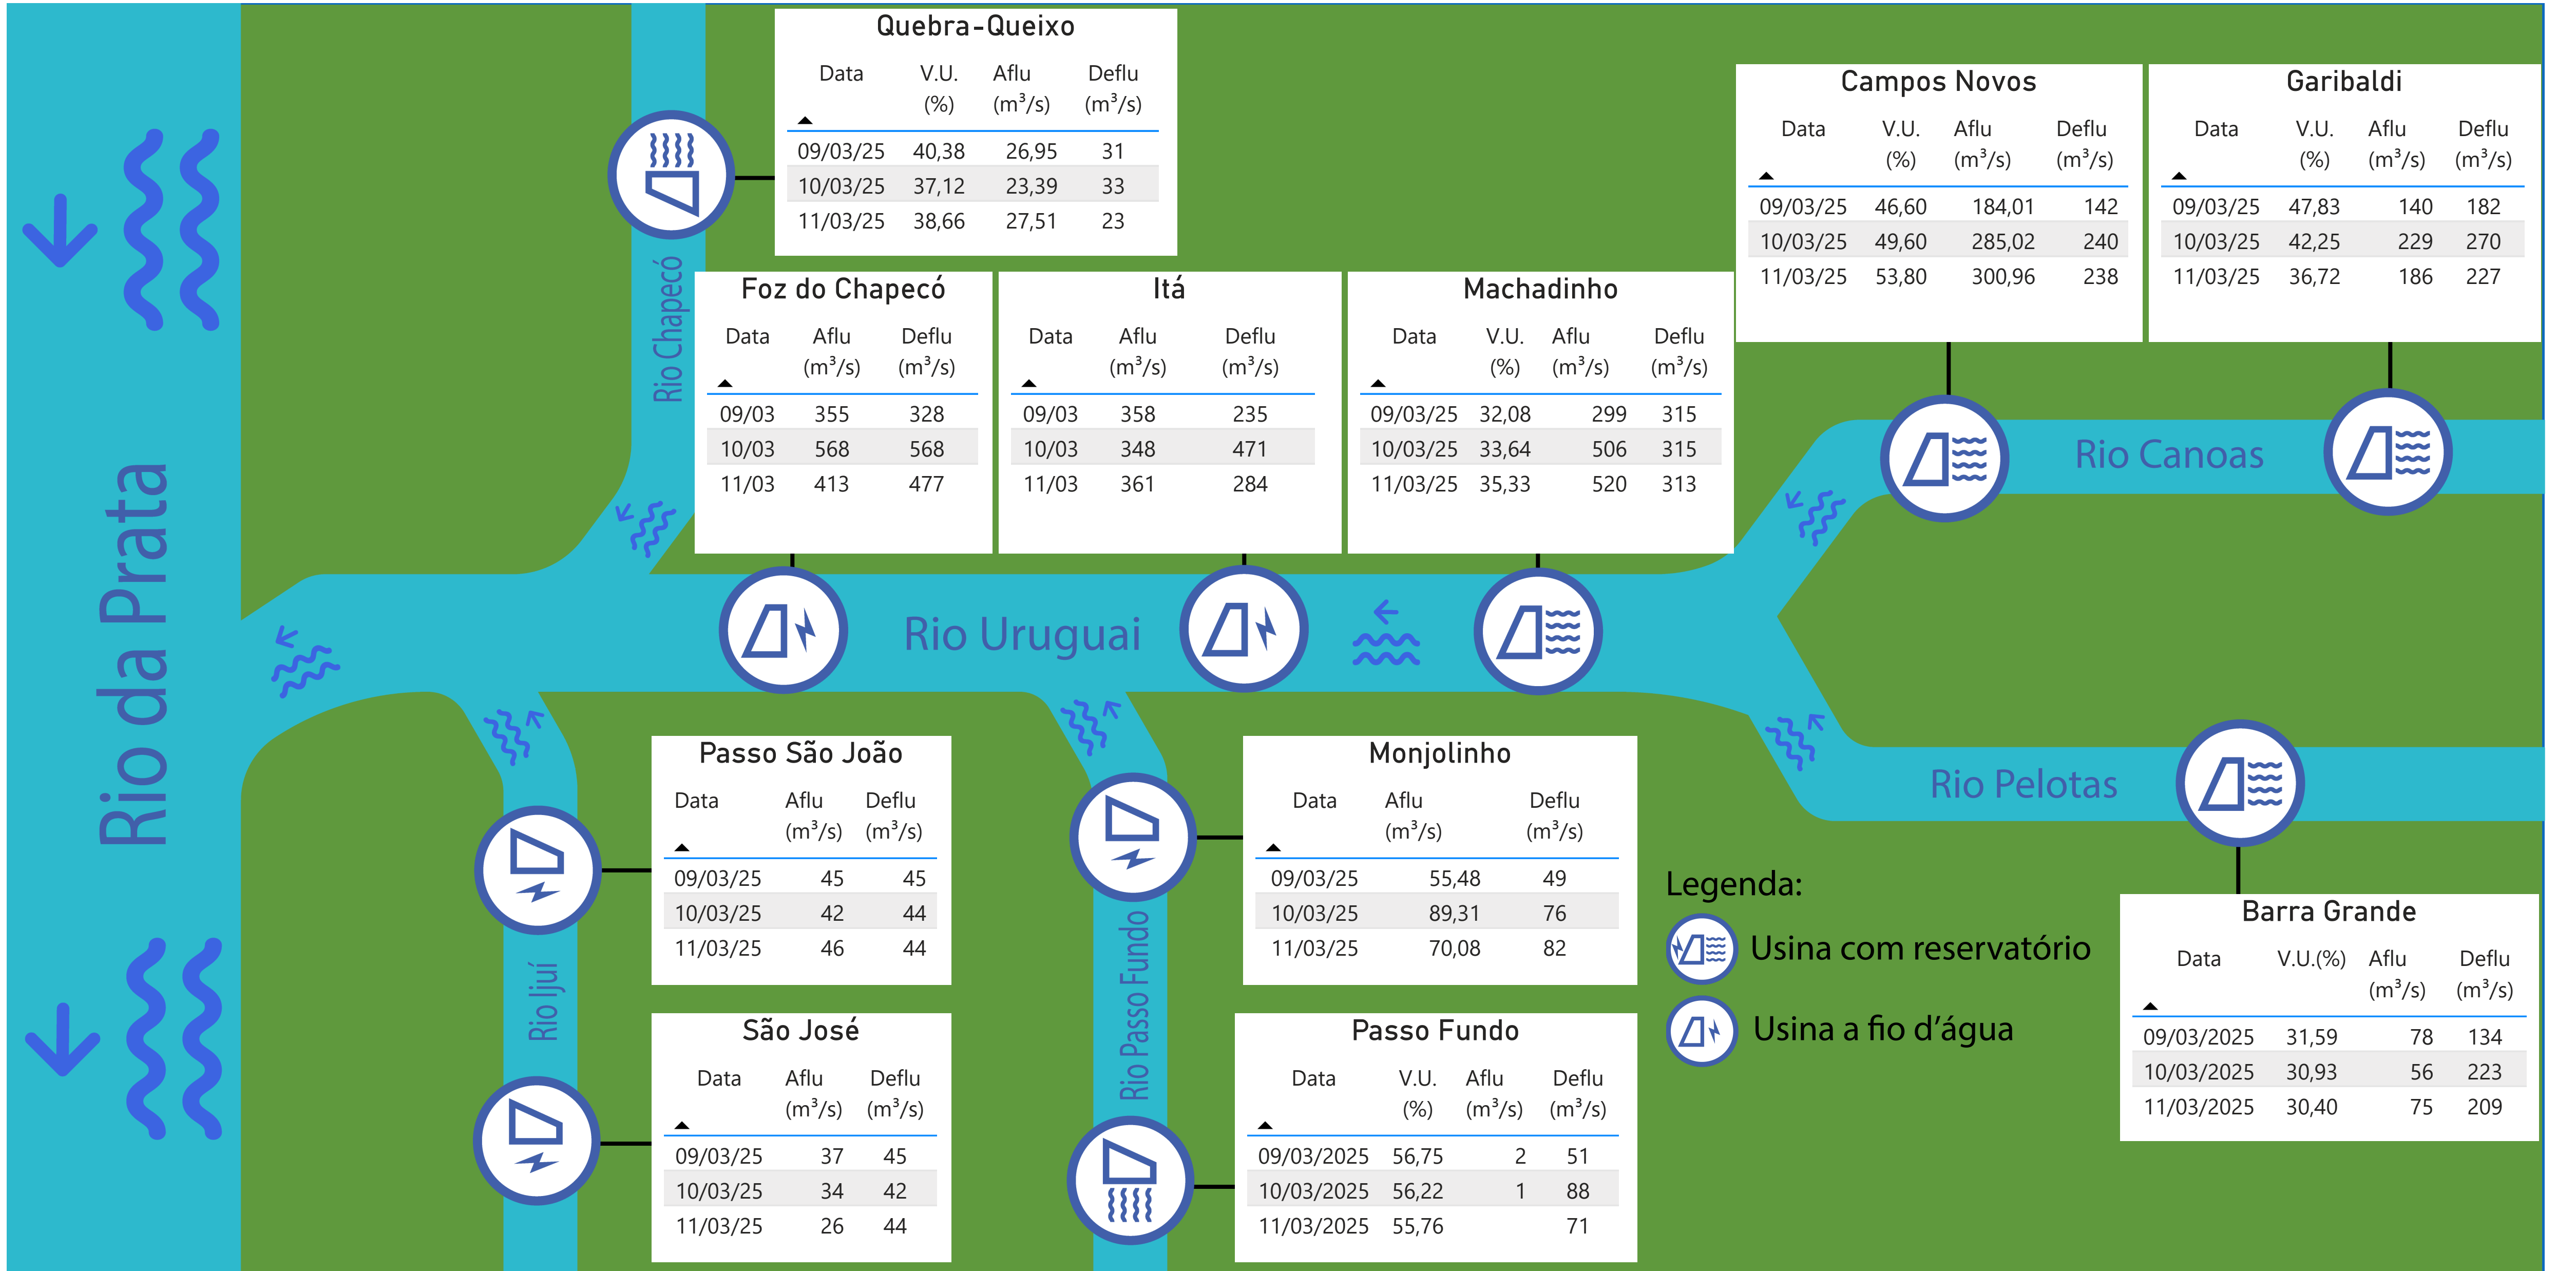 Quebra-Queixo
Data V.U. (%) Aflu (m³/s) Deflu (m³/s)
09/03/25 40,38 26,95 31
10/03/25 37,12 23,39 33
11/03/25 38,66 27,51 23
Campos Novos
Data V.U. (%) Aflu (m³/s) Deflu (m³/s)
09/03/25 46,60 184,01 142
10/03/25 49,60 285,02 240
11/03/25 53,80 300,96 238
Garibaldi
Data V.U. (%) Aflu (m³/s) Deflu (m³/s)
09/03/25 47,83 140 182
10/03/25 42,25 229 270
11/03/25 36,72 186 227
Rio Chapecó
Foz do Chapecó
Data Aflu (m³/s) Deflu (m³/s)
09/03 355 328
10/03 568 568
11/03 413 477
Itá
Data Aflu (m³/s) Deflu (m³/s)
09/03 358 235
10/03 348 471
11/03 361 284
Machadinho
Data V.U. (%) Aflu (m³/s) Deflu (m³/s)
09/03/25 32,08 299 315
10/03/25 33,64 506 315
11/03/25 35,33 520 313
Rio Canoas
Rio da Prata
Rio Uruguai
Rio Pelotas
Passo São João
Data Aflu (m³/s) Deflu (m³/s)
09/03/25 45 45
10/03/25 42 44
11/03/25 46 44
Rio Ijuí
São José
Data Aflu (m³/s) Deflu (m³/s)
09/03/25 37 45
10/03/25 34 42
11/03/25 26 44
Monjolinho
Data Aflu (m³/s) Deflu (m³/s)
09/03/25 55,48 49
10/03/25 89,31 76
11/03/25 70,08 82
Rio Passo Fundo
Passo Fundo
Data V.U. (%) Aflu (m³/s) Deflu (m³/s)
09/03/2025 56,75 2 51
10/03/2025 56,22 1 88
11/03/2025 55,76 71
Legenda:
Usina com reservatório
Usina a fio d’água
Barra Grande
Data V.U.(%) Aflu (m³/s) Deflu (m³/s)
09/03/2025 31,59 78 134
10/03/2025 30,93 56 223
11/03/2025 30,40 75 209